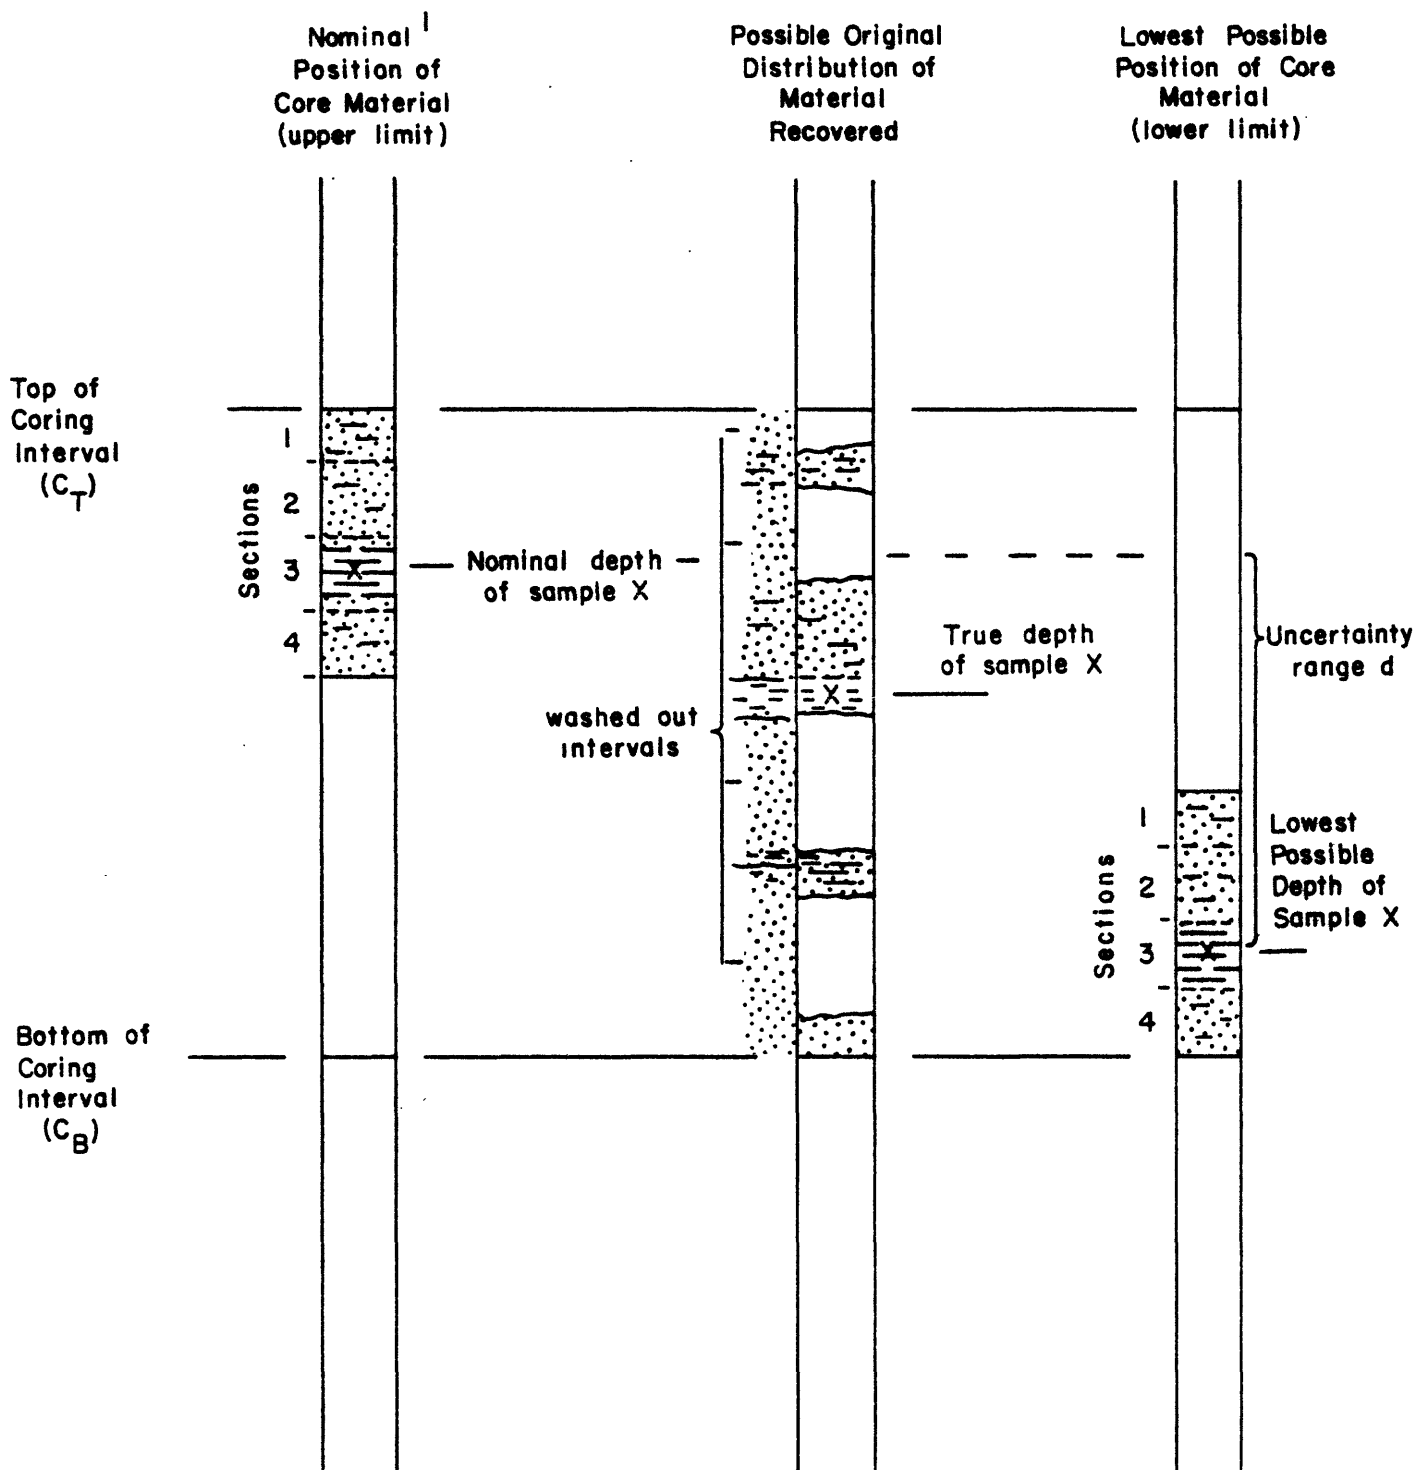 Nominal 1
Position of
Core Material
(upper limit)
Possible Original
Distribution of
Material
Recovered
Lowest Possible
Position of Core
Material
(lower limit)
Top of
Coring
Interval
(CT)
Sections
1
2
3
4
X
Nominal depth
of sample X
washed out
intervals
X
True depth
of sample X
Uncertainty
range d
Sections
1
2
3
4
X
Lowest
Possible
Depth of
Sample X
Bottom of
Coring
Interval
(CB)